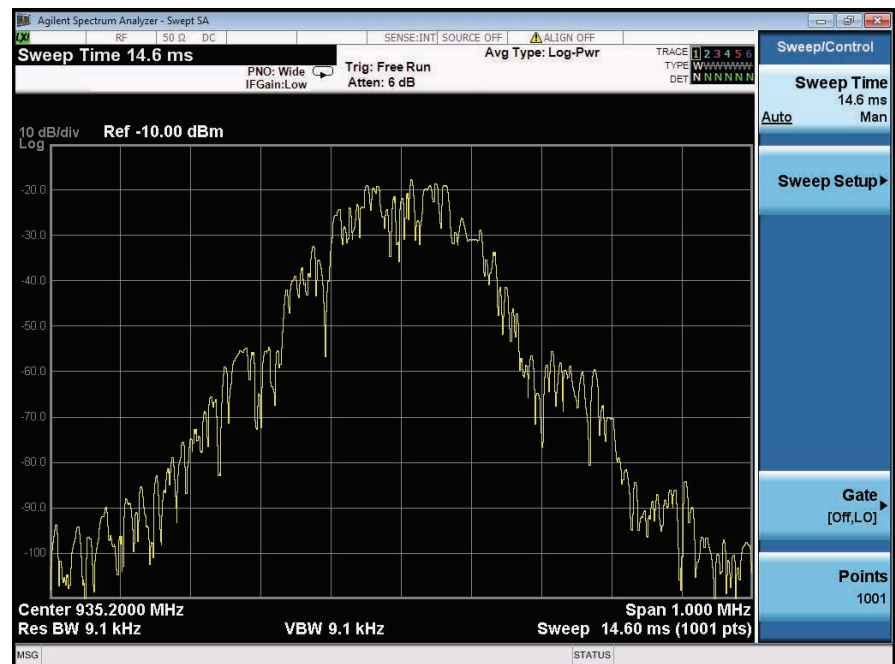 Agilent Spectrum Analyzer - Swept SA
LXI RF 50 Ω DC SENSE:INT SOURCE OFF ALIGN OFF
Sweep Time 14.6 ms
PNO: Wide
IFGain:Low
Trig: Free Run
Atten: 6 dB
Avg Type: Log-Pwr
TRACE 1 2 3 4 5 6
TYPE WWWWWW
DET N N N N N N
10 dB/div Ref -10.00 dBm
Log
-20.0
-30.0
-40.0
-50.0
-60.0
-70.0
-80.0
-90.0
-100
Center 935.2000 MHz Span 1.000 MHz
Res BW 9.1 kHz VBW 9.1 kHz Sweep 14.60 ms (1001 pts)
MSG STATUS
Sweep/Control
Sweep Time
14.6 ms
Auto Man
Sweep Setup
Gate
[Off,LO]
Points
1001